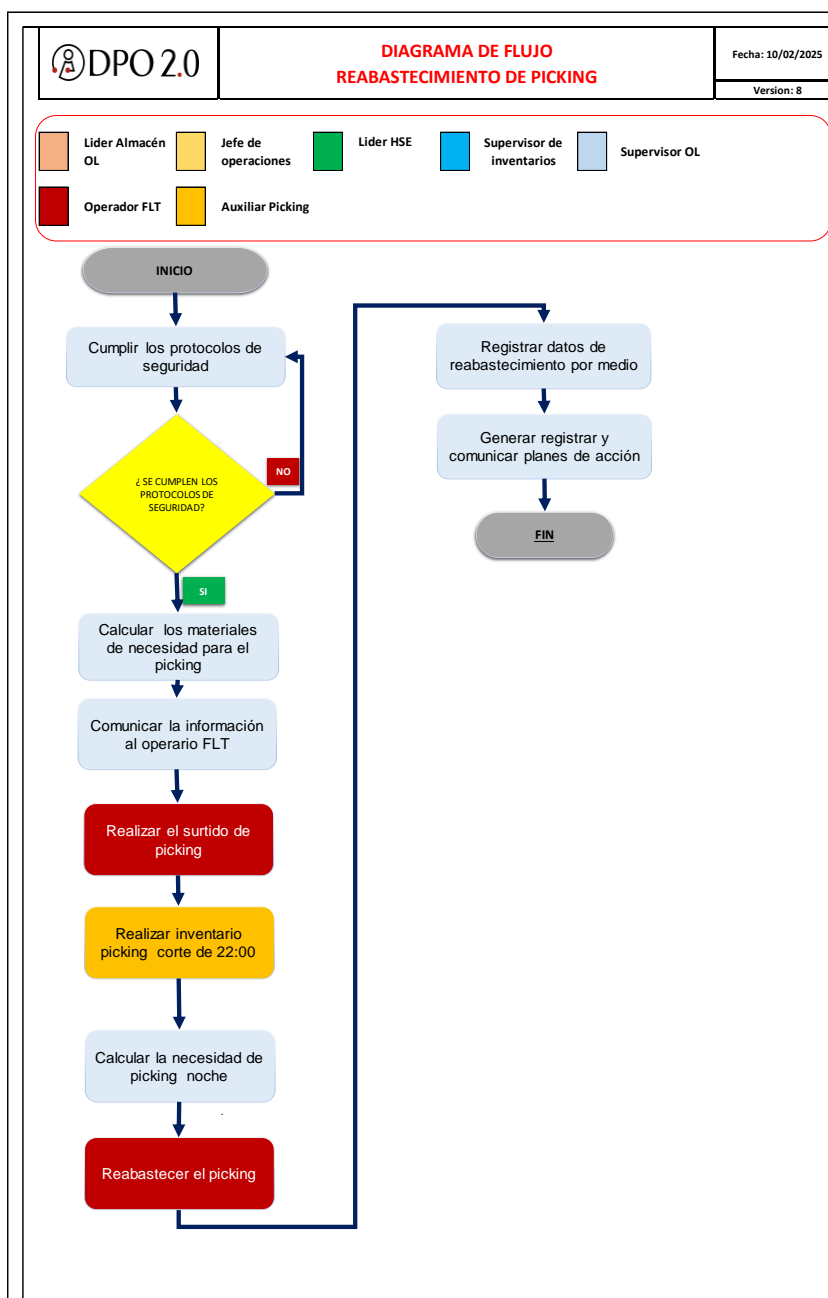 DPO 2.0
DIAGRAMA DE FLUJO
REABASTECIMIENTO DE PICKING
Fecha: 10/02/2025
Version: 8
Lider Almacén
OL
Jefe de
operaciones
Lider HSE
Supervisor de
inventarios
Supervisor OL
Operador FLT
Auxiliar Picking
INICIO
Cumplir los protocolos de
seguridad
¿ SE CUMPLEN LOS
PROTOCOLOS DE
SEGURIDAD?
NO
SI
Calcular los materiales
de necesidad para el
picking
Comunicar la información
al operario FLT
Realizar el surtido de
picking
Realizar inventario
picking corte de 22:00
Calcular la necesidad de
picking noche
.
Reabastecer el picking
Registrar datos de
reabastecimiento por medio
Generar registrar y
comunicar planes de acción
FIN